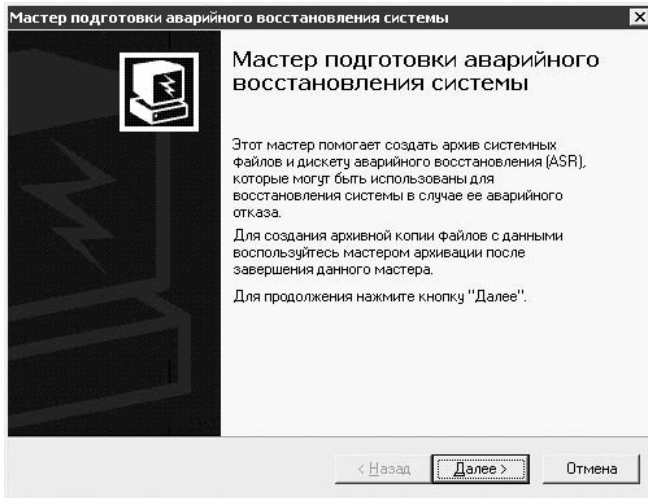 Мастер подготовки аварийного восстановления системы
Мастер подготовки аварийного
восстановления системы
Этот мастер помогает создать архив системных
файлов и дискету аварийного восстановления (ASR),
которые могут быть использованы для
восстановления системы в случае ее аварийного
отказа.
Для создания архивной копии файлов с данными
воспользуйтесь мастером архивации после
завершения данного мастера.
Для продолжения нажмите кнопку "Далее".
< Назад
Далее >
Отмена